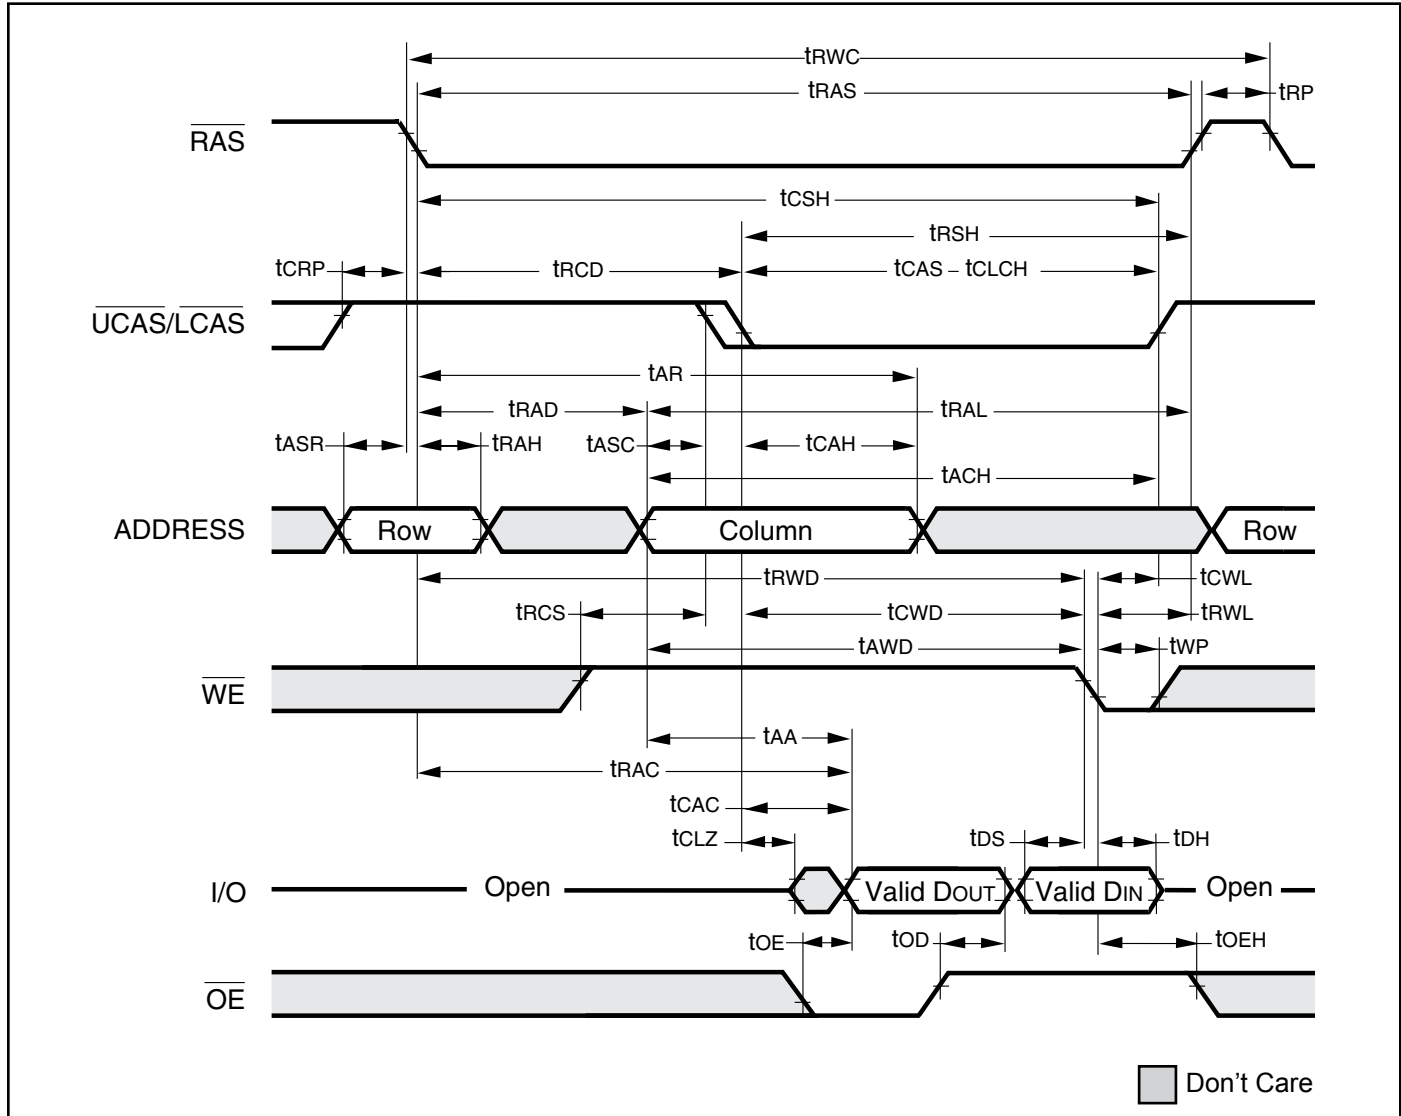 tRWC
tRAS
tRP
RAS
tCSH
tRSH
tCRP
tRCD
tCAS – tCLCH
UCAS/LCAS
tAR
tRAD
tRAL
tASR
tRAH
tASC
tCAH
tACH
ADDRESS
Row
Column
Row
tRWD
tCWL
tRCS
tCWD
tRWL
tAWD
tWP
WE
tAA
tRAC
tCAC
tCLZ
tDS
tDH
I/O
Open
Valid DOUT
Valid DIN
Open
tOE
tOD
tOEH
OE
Don't Care